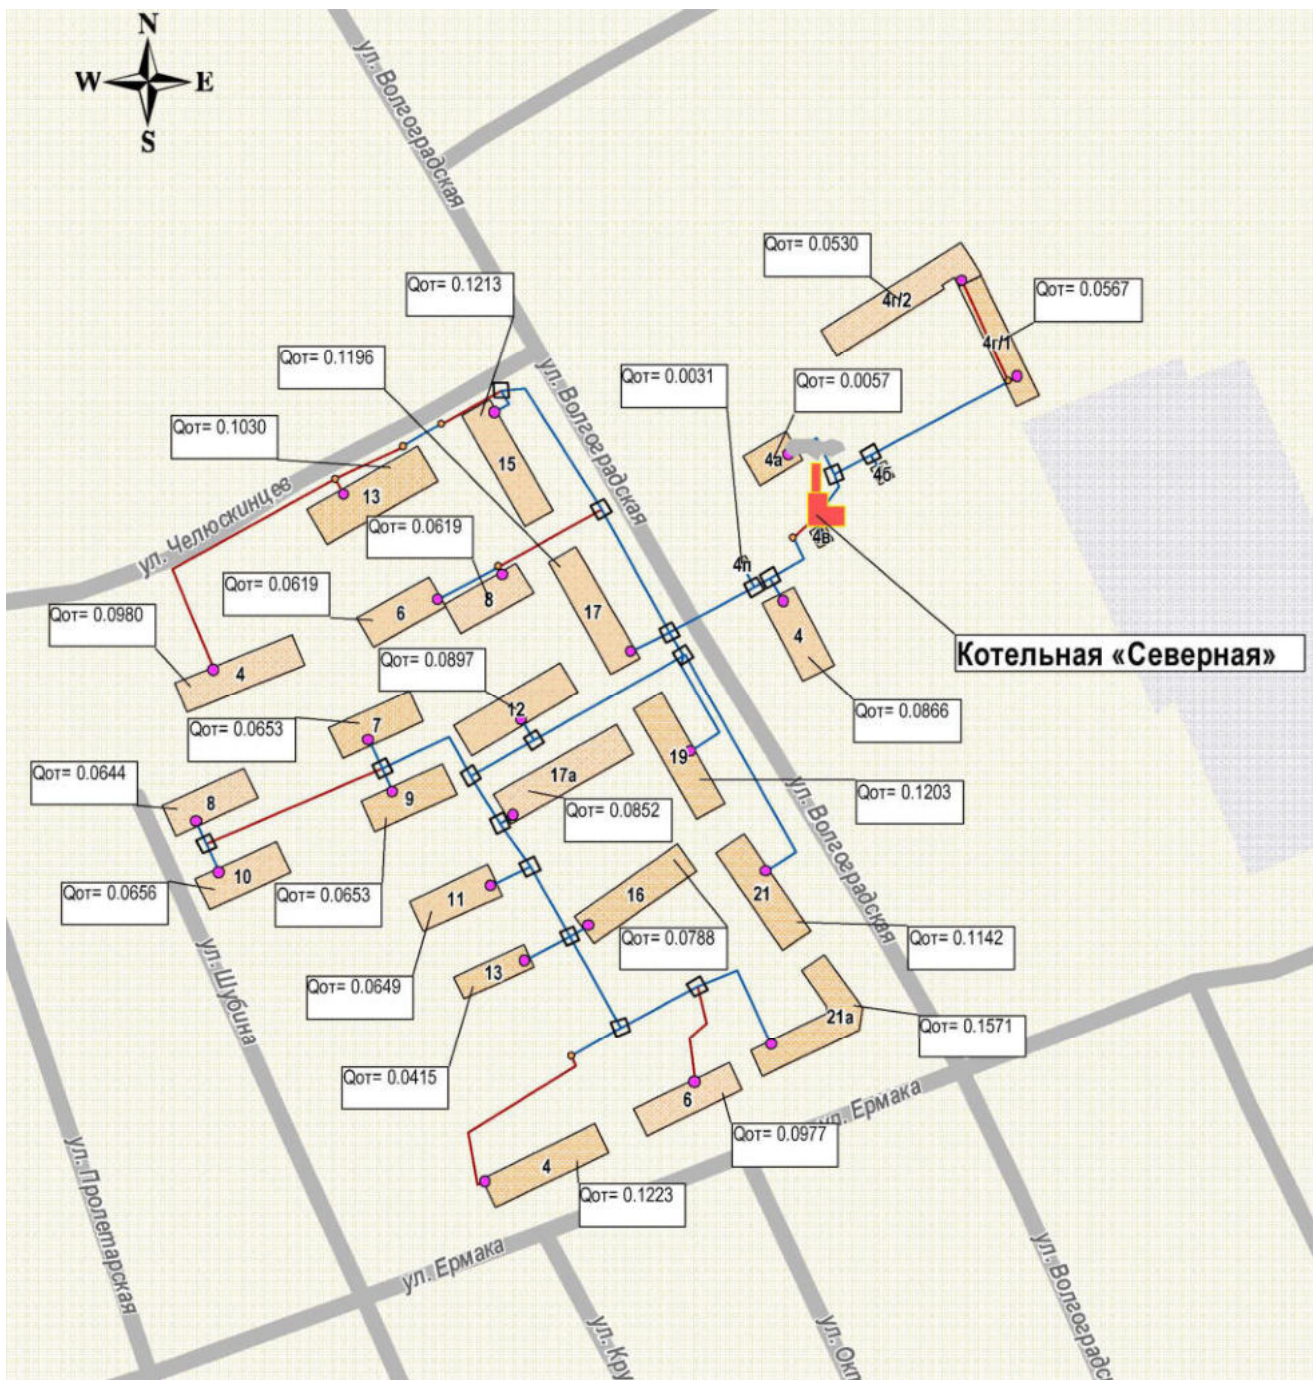 N
W E
S
ул. Волгоградская
Qот= 0.0530
Qот= 0.1213
4г/2
Qот= 0.0567
4г/1
Qот= 0.1196
Qот= 0.0031
Qот= 0.0057
ул. Волгоградская
Qот= 0.1030
4а
4б
15
13
ул. Челюскинцев
Qот= 0.0619
4в
4п
Qот= 0.0619
6
8
17
Qот= 0.0980
4
Котельная «Северная»
4
Qот= 0.0897
12
Qот= 0.0866
7
Qот= 0.0653
19
17а
Qот= 0.0644
8
9
Qот= 0.1203
Qот= 0.0852
ул. Волгоградская
10
11
16
21
Qот= 0.0656
Qот= 0.0653
Qот= 0.0788
Qот= 0.1142
13
Qот= 0.0649
ул. Шубина
21а
Qот= 0.1571
Qот= 0.0415
6
ул. Ермака
Qот= 0.0977
4
Qот= 0.1223
ул. Пролетарская
ул. Ермака
ул. Волгоградс
ул. Кру
ул. Окт